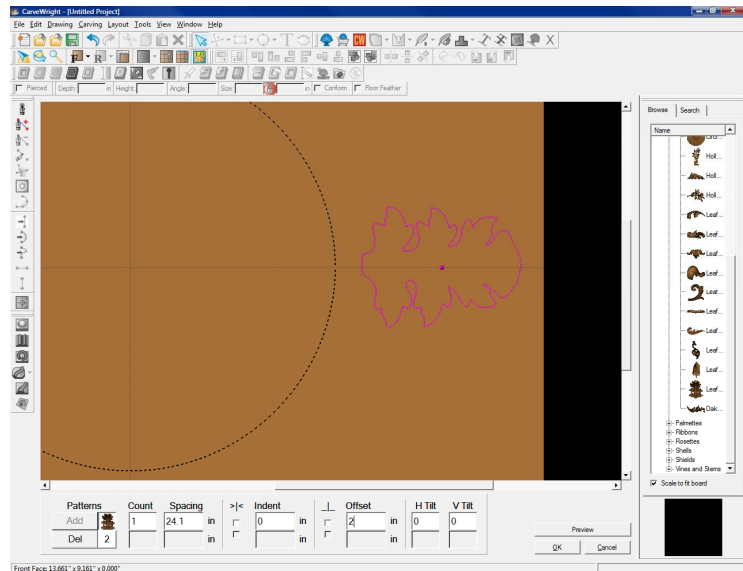 CarveWright - [Untitled Project]
File Edit Drawing Carving Layout Tools View Window Help
Pierced Depth: in Height: Angle: Size: in Conform Floor Feather
Browse Search
Name
Circl...
Holl...
Holl...
Holl...
Leaf...
Leaf...
Leaf...
Leaf...
Leaf...
Leaf...
Leaf...
Leaf...
Leaf...
Leaf...
Oak...
Palmettes
Ribbons
Rosettes
Shells
Shields
Vines and Stems
Scale to fit board
Patterns Count Spacing >|< Indent _|_ Offset H Tilt V Tilt
Add 1 24.1 in 0 in 2 in 0 0
Del 2 in in in
Preview
OK Cancel
Front Face: 13.661" x 9.161" x 0.000"